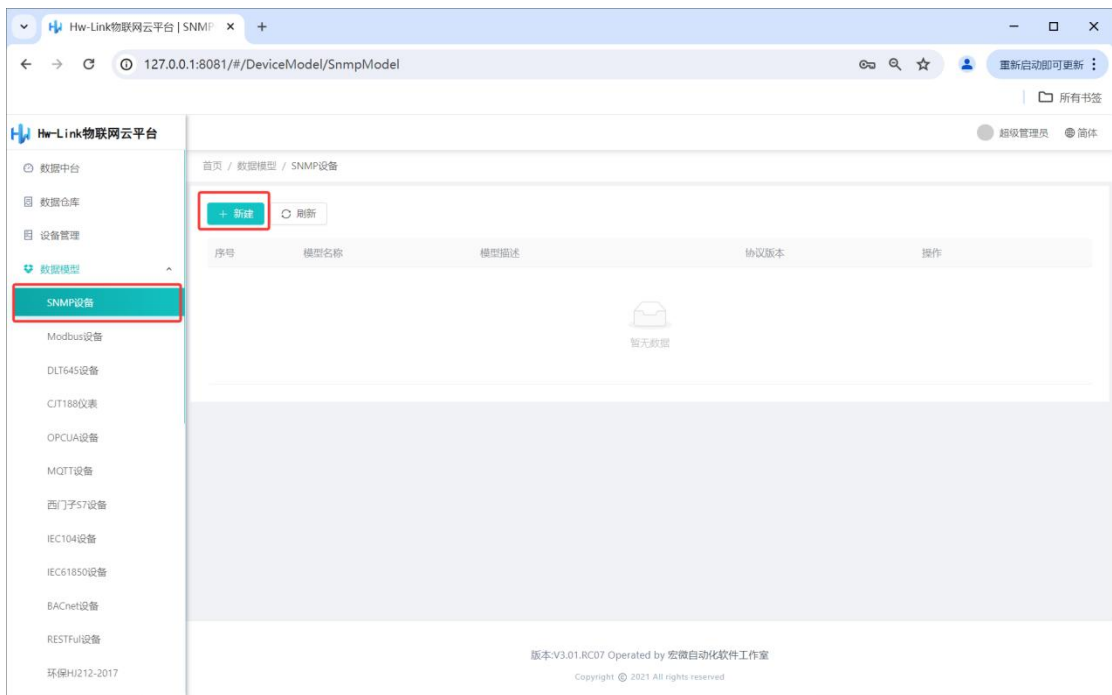 Hw-Link物联网云平台 | SNMP
127.0.0.1:8081/#/DeviceModel/SnmpModel
重新启动即可更新
所有书签
Hw-Link物联网云平台
超级管理员 简体
数据中台
首页 / 数据模型 / SNMP设备
数据仓库
+ 新建 刷新
设备管理
序号 模型名称 模型描述 协议版本 操作
数据模型
SNMP设备
Modbus设备
暂无数据
DLT645设备
CJT188仪表
OPCUA设备
MQTT设备
西门子S7设备
IEC104设备
IEC61850设备
BACnet设备
RESTFul设备
版本:V3.01.RC07 Operated by 宏微自动化软件工作室
环保HJ212-2017
Copyright © 2021 All rights reserved